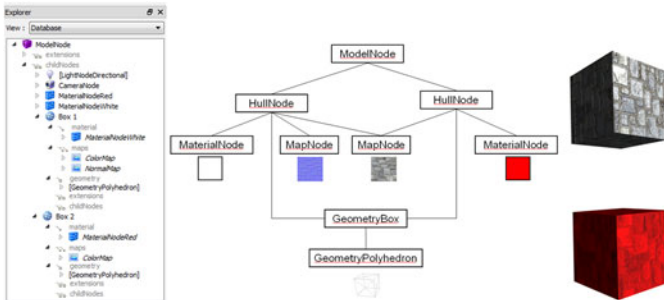 Explorer
View : Database
ModelNode
extensions
childNodes
[LightNodeDirectional]
CameraNode
MaterialNodeRed
MaterialNodeWhite
Box 1
material
MaterialNodeWhite
maps
ColorMap
NormalMap
geometry
[GeometryPolyhedron]
extensions
childNodes
Box 2
material
MaterialNodeRed
maps
ColorMap
geometry
[GeometryPolyhedron]
extensions
childNodes
ModelNode
HullNode
HullNode
MaterialNode
MapNode
MapNode
MaterialNode
GeometryBox
GeometryPolyhedron